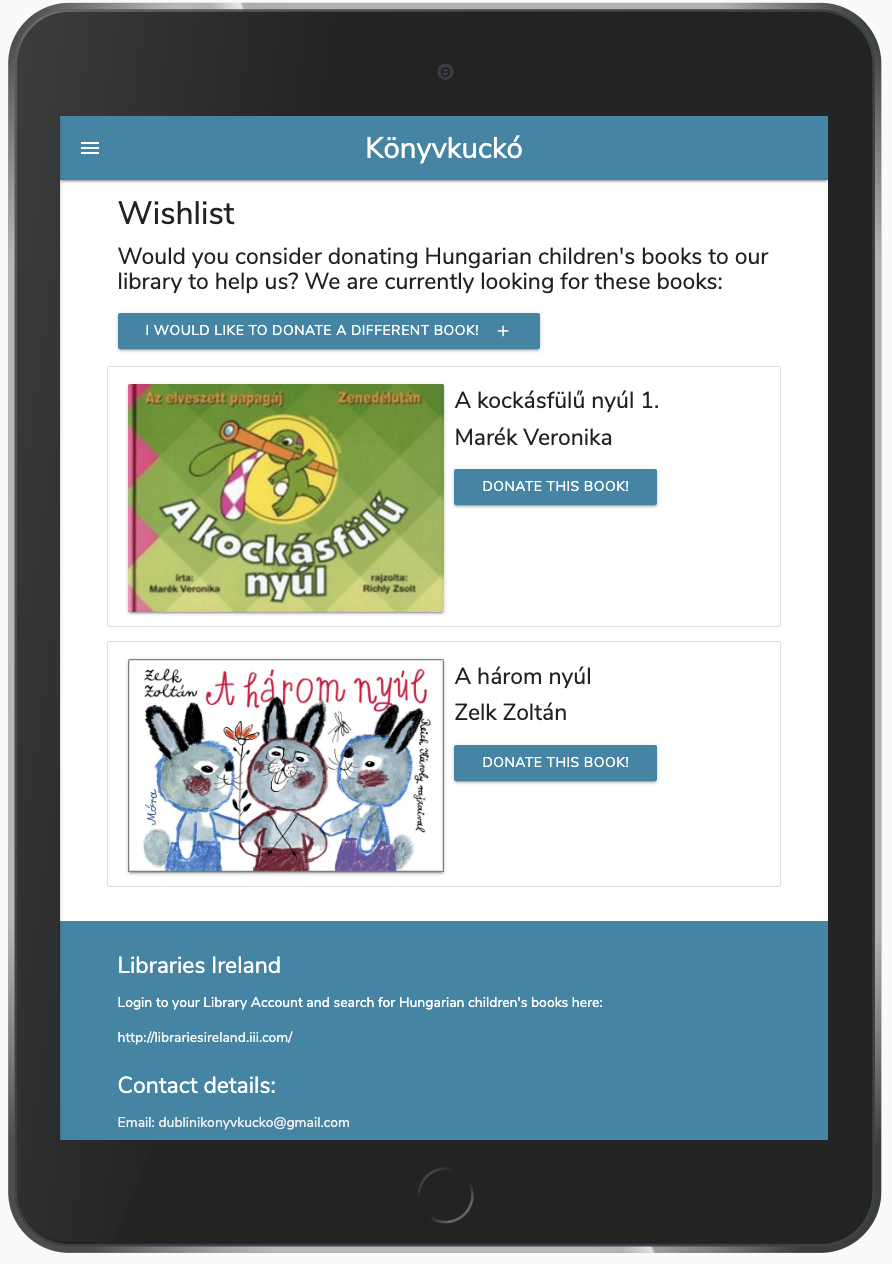 Könyvkuckó
Wishlist
Would you consider donating Hungarian children's books to our
library to help us? We are currently looking for these books:
I WOULD LIKE TO DONATE A DIFFERENT BOOK! +
Az elveszett papagáj Zenedélután
A kockásfülű
nyúl
írta:
Marék Veronika
rajzolta:
Richly Zsolt
A kockásfülű nyúl 1.
Marék Veronika
DONATE THIS BOOK!
Zelk
Zoltán
A három nyúl
Reich Károly rajzaival
Móra
A három nyúl
Zelk Zoltán
DONATE THIS BOOK!
Libraries Ireland
Login to your Library Account and search for Hungarian children's books here:
http://librariesireland.iii.com/
Contact details:
Email: dublinikonyvkucko@gmail.com